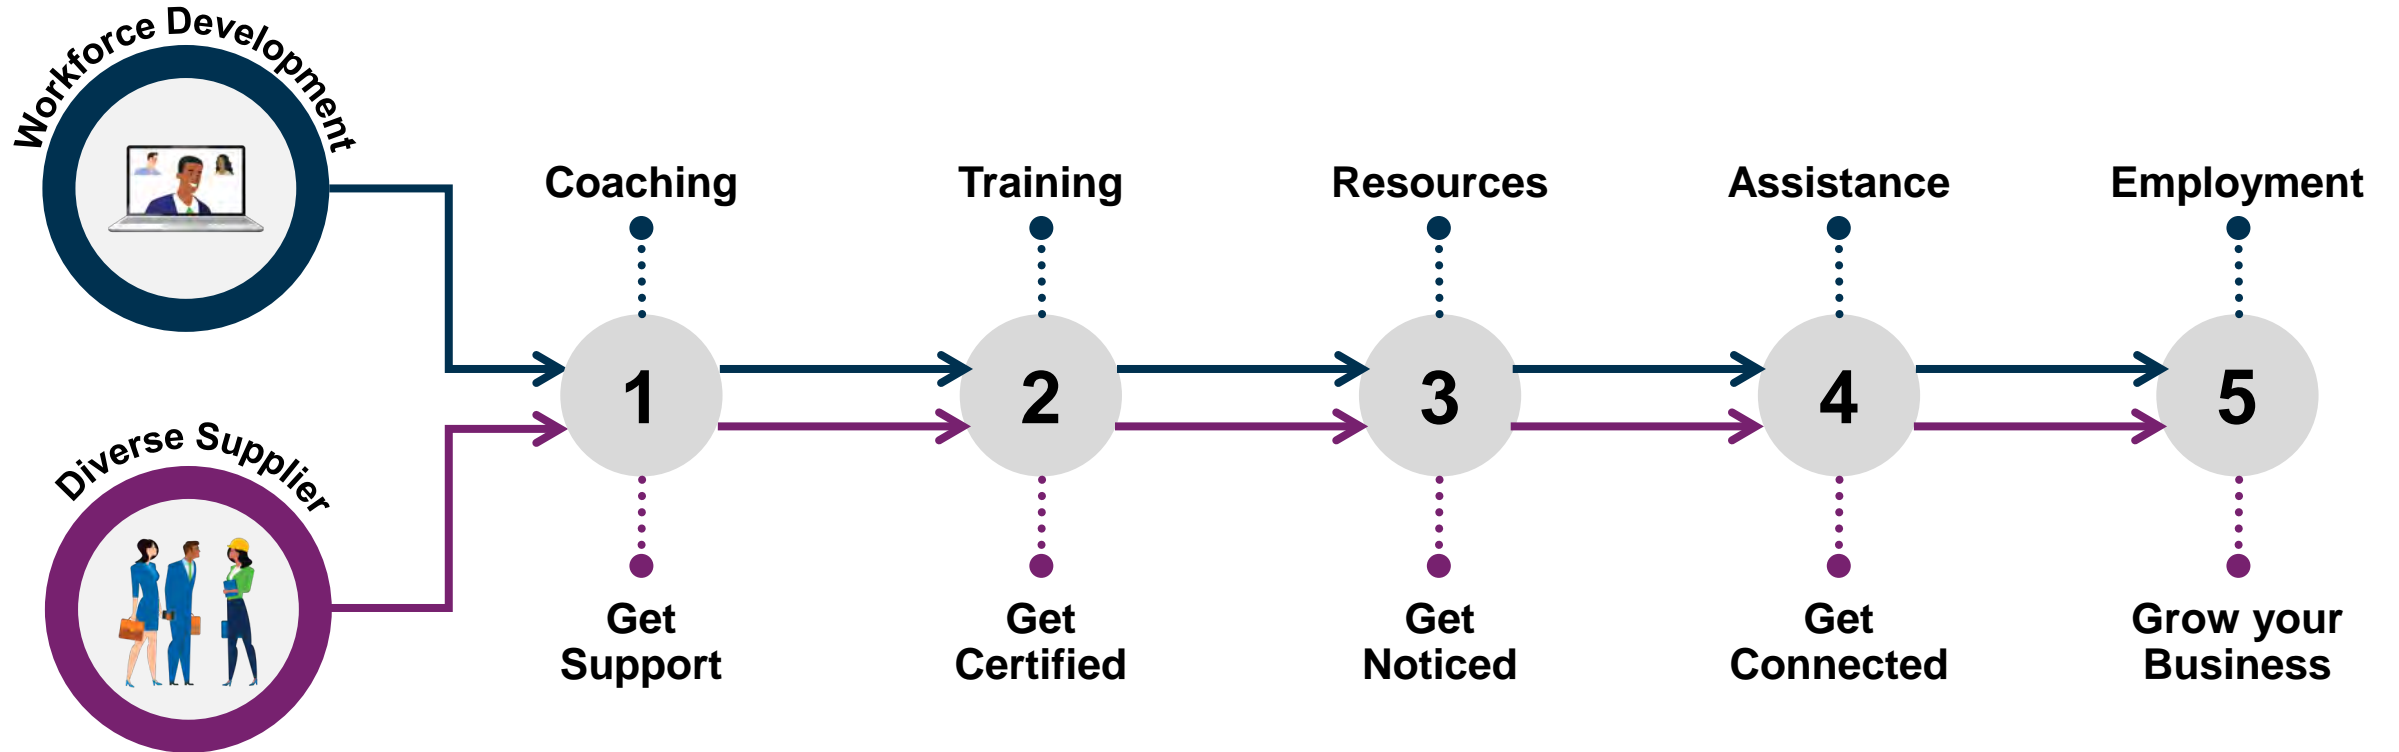 Workforce Development
Coaching
Training
Resources
Assistance
Employment
1
2
3
4
5
Diverse Supplier
Get
Support
Get
Certified
Get
Noticed
Get
Connected
Grow your
Business